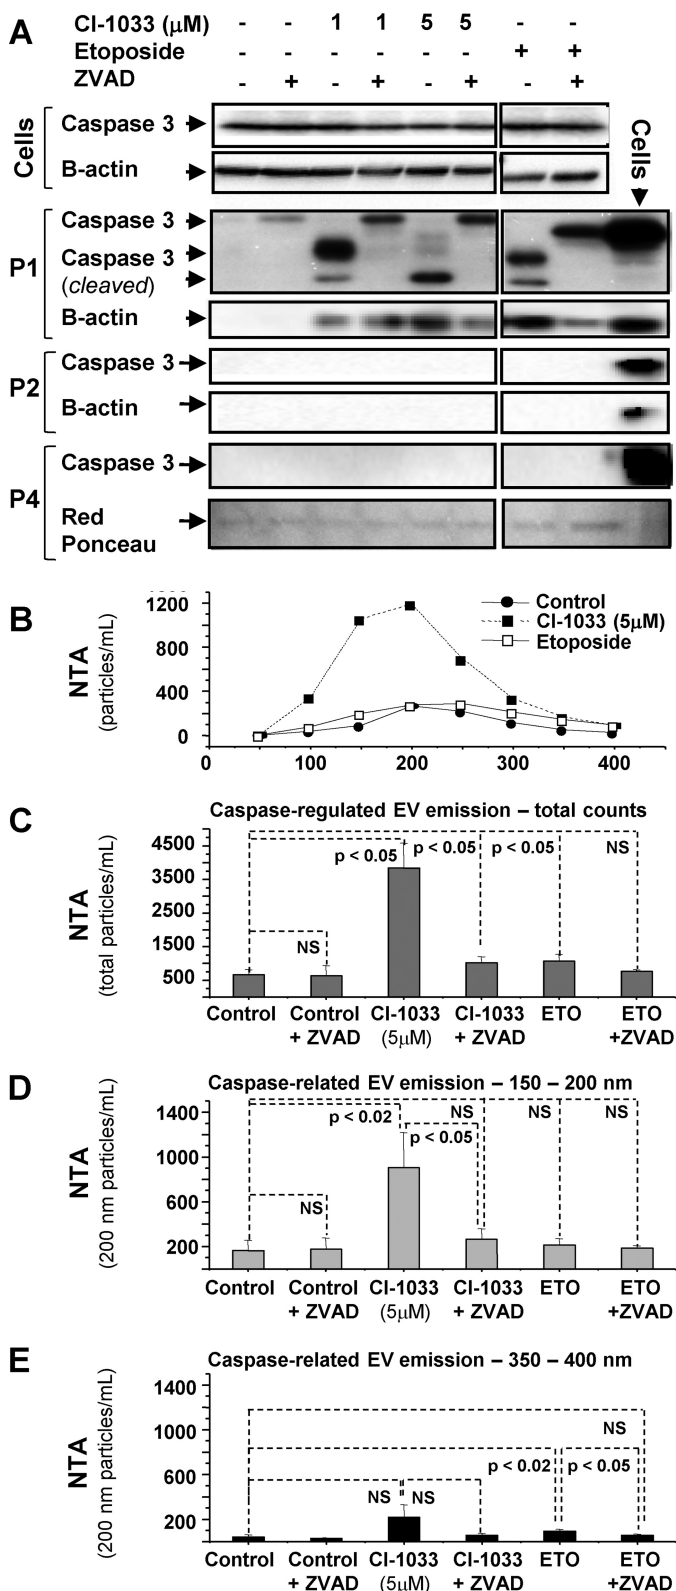 A
CI-1033 (μM) - - 1 1 5 5
Etoposide - - - - - - + +
ZVAD - + - + - + - +
Cells
Caspase 3
B-actin
Cells
P1
Caspase 3
Caspase 3
(cleaved)
B-actin
P2
Caspase 3
B-actin
P4
Caspase 3
Red
Ponceau
B
NTA
(particles/mL)
1200
800
400
0
0 100 200 300 400
Control
CI-1033 (5μM)
Etoposide
C
Caspase-regulated EV emission – total counts
NTA
(total particles/mL)
4500
3500
2500
1500
500
p < 0.05
p < 0.05
p < 0.05
NS
NS
Control
Control
+ ZVAD
CI-1033
(5μM)
CI-1033
+ ZVAD
ETO
ETO
+ZVAD
D
Caspase-related EV emission – 150 – 200 nm
NTA
(200 nm particles/mL)
1400
1000
600
200
p < 0.02
NS
NS
NS
p < 0.05
NS
Control
Control
+ ZVAD
CI-1033
(5μM)
CI-1033
+ ZVAD
ETO
ETO
+ZVAD
E
Caspase-related EV emission – 350 – 400 nm
NTA
(200 nm particles/mL)
1400
1000
600
200
NS
p < 0.02
p < 0.05
NS
NS
Control
Control
+ ZVAD
CI-1033
(5μM)
CI-1033
+ ZVAD
ETO
ETO
+ZVAD